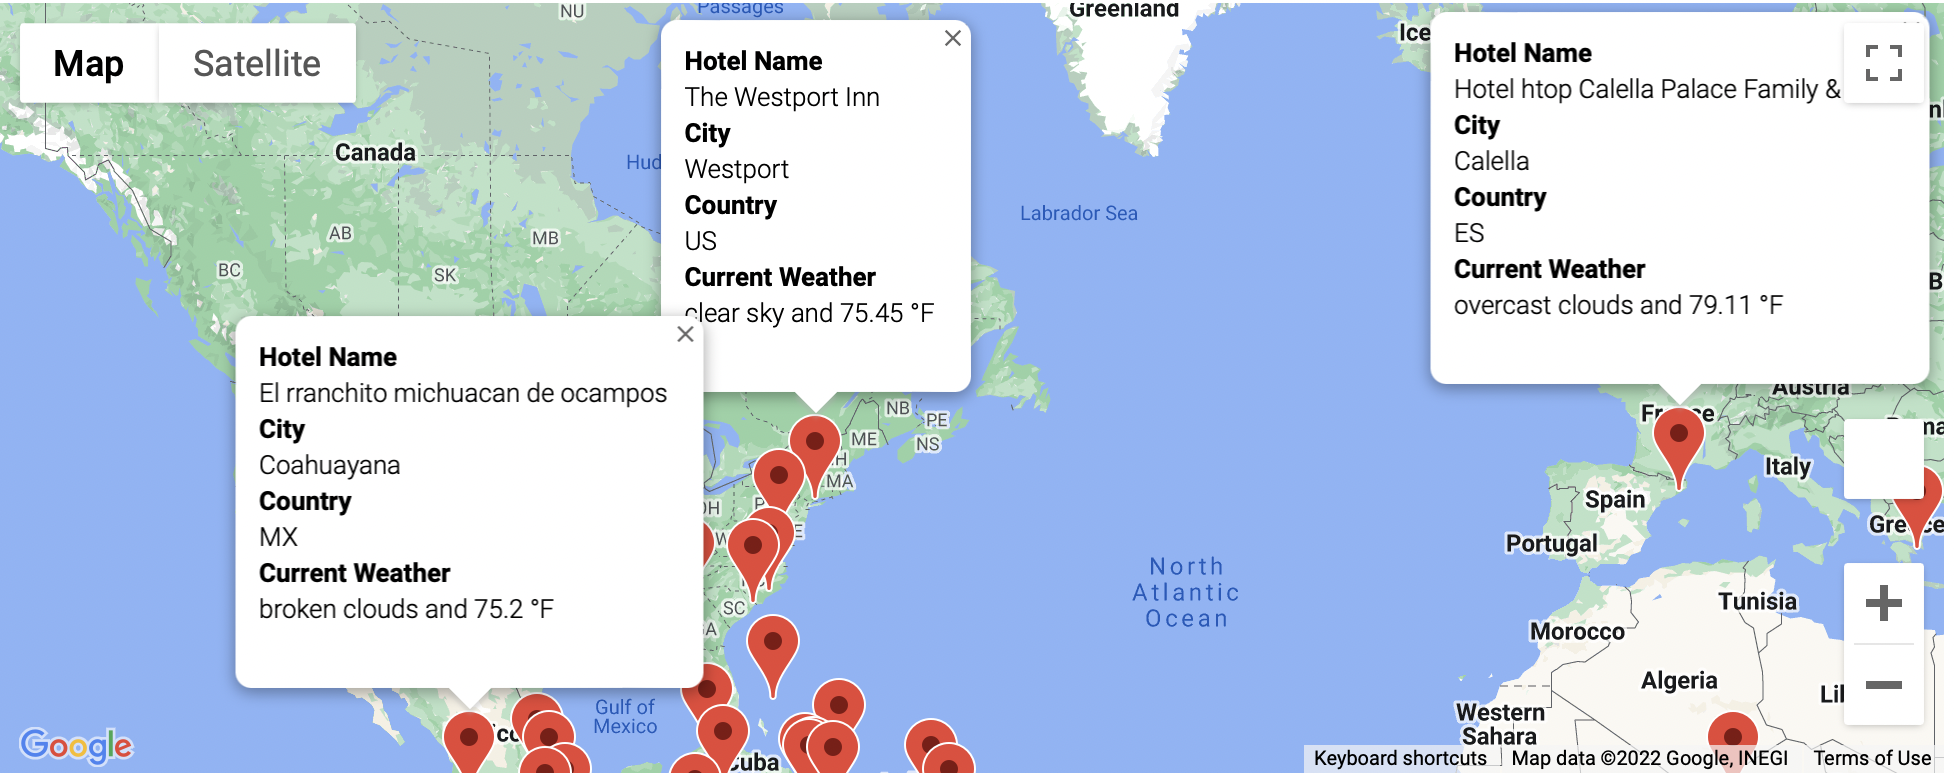 Map
Satellite
Passages
NU
Greenland
Ice
Canada
Hud
AB
MB
BC
SK
Labrador Sea
Hotel Name
The Westport Inn
City
Westport
Country
US
Current Weather
clear sky and 75.45 °F
Hotel Name
Hotel htop Calella Palace Family &
City
Calella
Country
ES
Current Weather
overcast clouds and 79.11 °F
Hotel Name
El rranchito michuacan de ocampos
City
Coahuayana
Country
MX
Current Weather
broken clouds and 75.2 °F
NB
PE
ME
NS
MA
SC
North
Atlantic
Ocean
Gulf of
Mexico
Austria
Italy
Spain
Portugal
Tunisia
Morocco
Algeria
Western
Sahara
Google
Keyboard shortcuts
Map data ©2022 Google, INEGI
Terms of Use